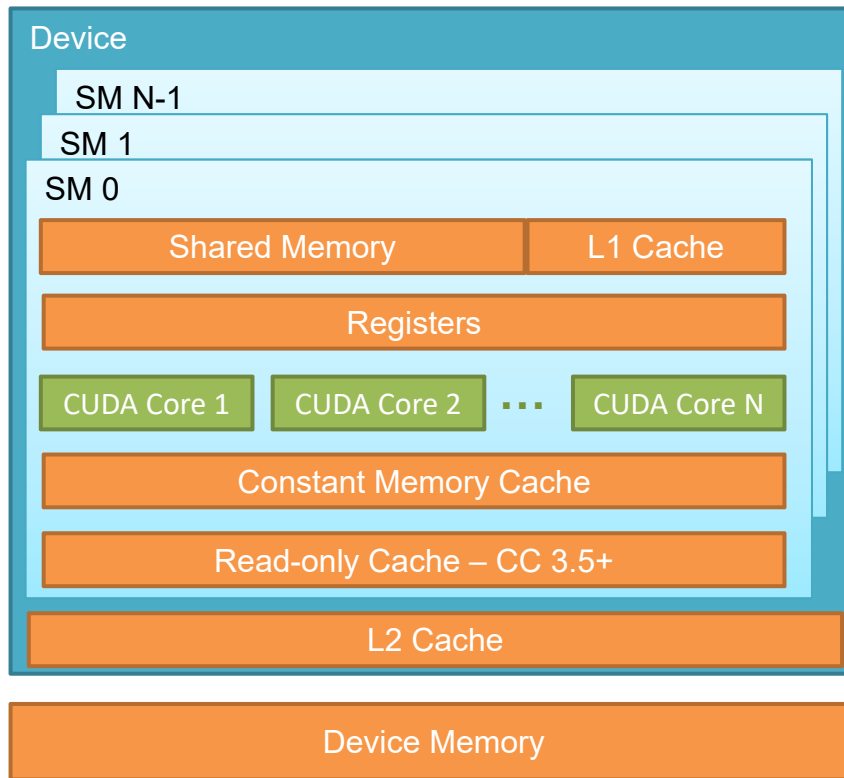 Device
SM N-1
SM 1
SM 0
Shared Memory
L1 Cache
Registers
CUDA Core 1
CUDA Core 2
...
CUDA Core N
Constant Memory Cache
Read-only Cache – CC 3.5+
L2 Cache
Device Memory